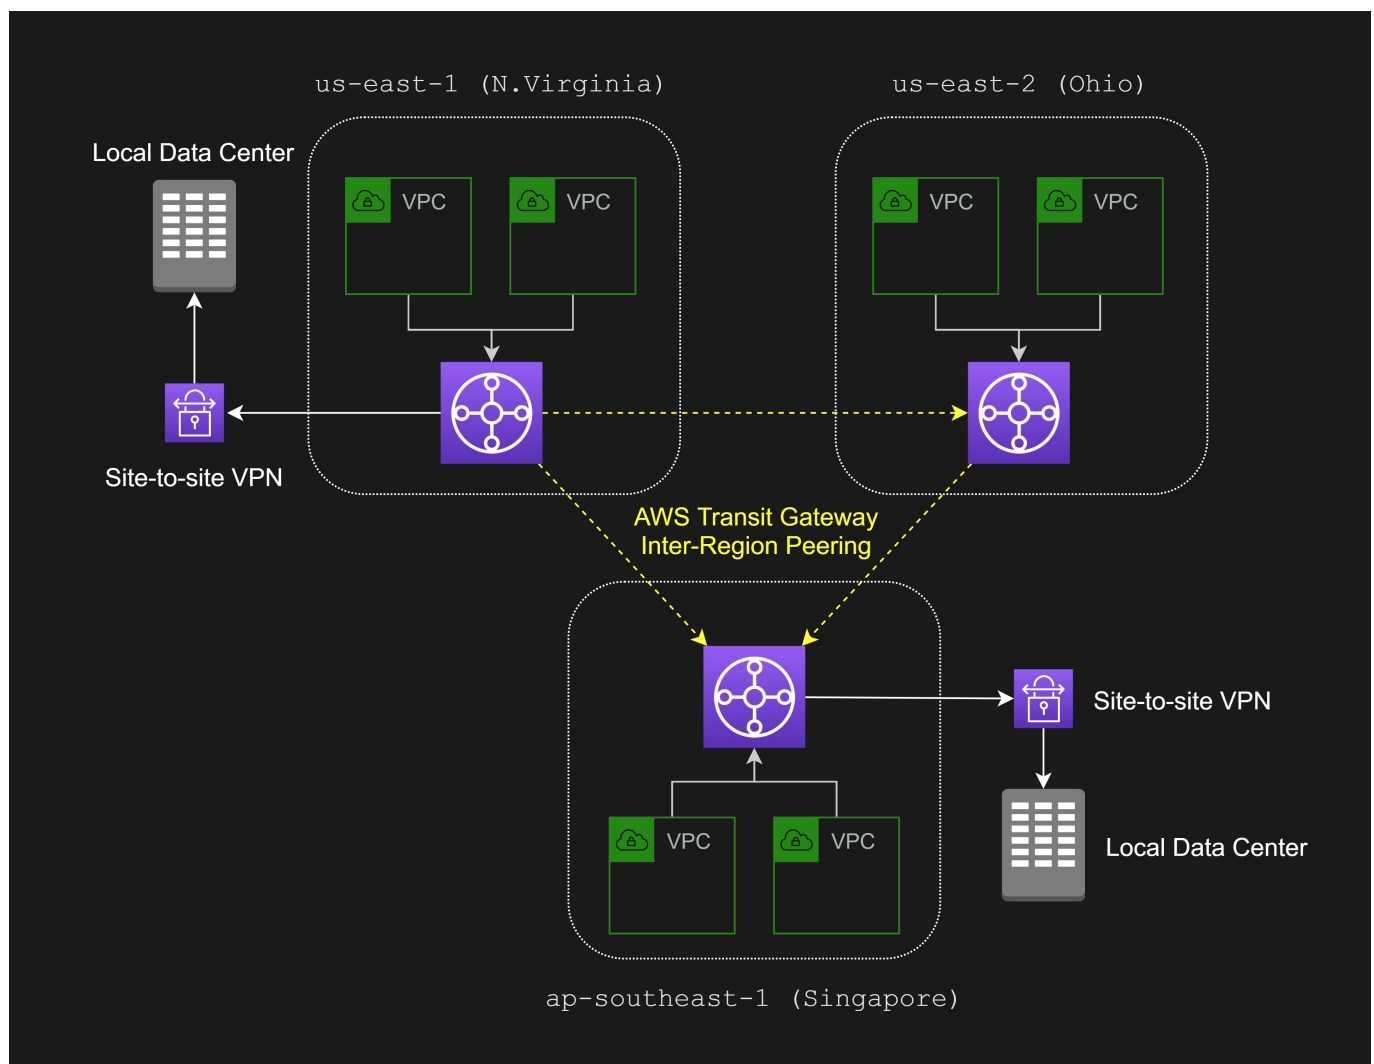 us-east-1 (N.Virginia)
us-east-2 (Ohio)
Local Data Center
VPC
VPC
VPC
VPC
Site-to-site VPN
AWS Transit Gateway
Inter-Region Peering
Site-to-site VPN
VPC
VPC
Local Data Center
ap-southeast-1 (Singapore)